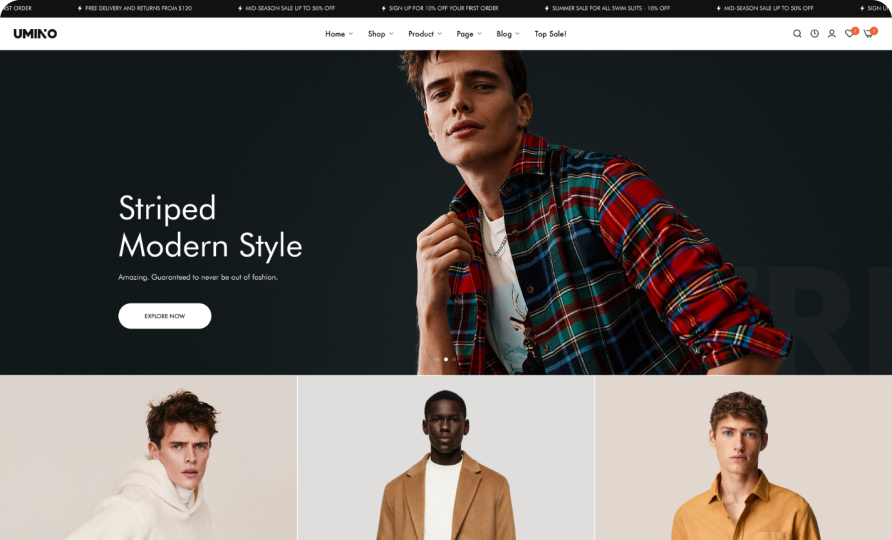 ST ORDER FREE DELIVERY AND RETURNS FROM $120 MID-SEASON SALE UP TO 50% OFF SIGN UP FOR 10% OFF YOUR FIRST ORDER SUMMER SALE FOR ALL SWIM SUITS - 10% OFF MID-SEASON SALE UP TO 50% OFF SIGN U
UMINO Home Shop Product Page Blog Top Sale!
Striped
Modern Style
Amazing. Guaranteed to never be out of fashion.
EXPLORE NOW